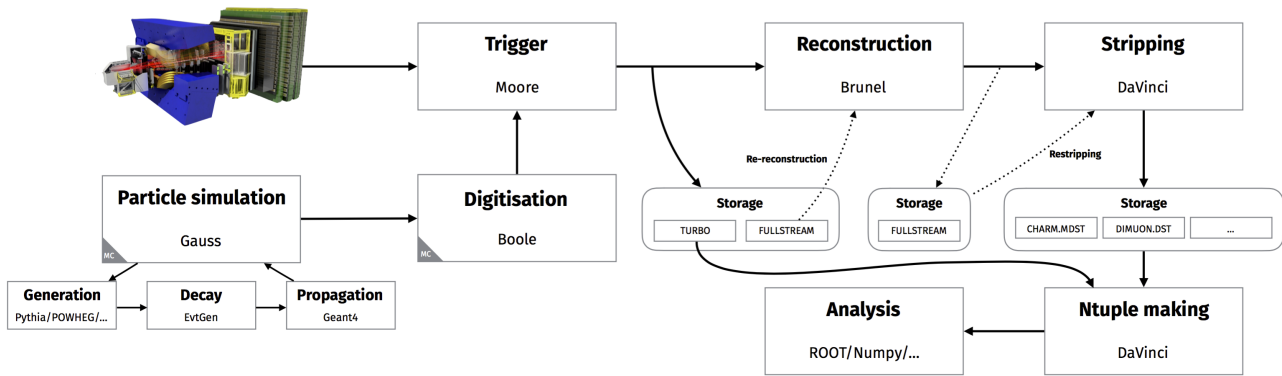 Trigger
Moore
Reconstruction
Brunel
Stripping
DaVinci
Re-reconstruction
Restripping
Particle simulation
Gauss
MC
Digitisation
Boole
MC
Storage
TURBO
FULLSTREAM
Storage
FULLSTREAM
Storage
CHARM.MDST
DIMUON.DST
...
Generation
Pythia/POWHEG/...
Decay
EvtGen
Propagation
Geant4
Analysis
ROOT/Numpy/...
Ntuple making
DaVinci